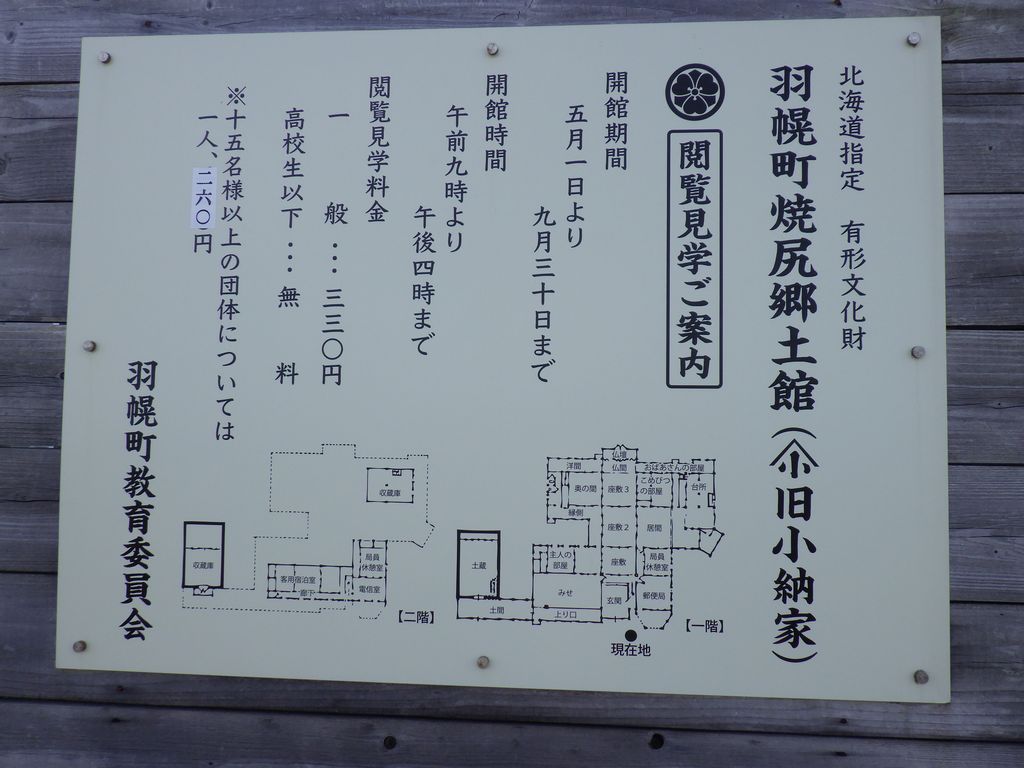 北海道指定　有形文化財
羽幌町焼尻郷土館（小旧小納家）
閲覧見学ご案内
開館期間
五月一日より
九月三十日まで
開館時間
午前九時より
午後四時まで
閲覧見学料金
一　般・・・三三〇円
高校生以下・・・無　料
※十五名様以上の団体については
一人、二六〇円
羽幌町教育委員会
仏壇
洋間
仏間
おばあさんの部屋
奥の間
座敷3
こめびつの部屋
台所
縁側
座敷2
居間
主人の部屋
座敷
局員休憩室
土蔵
みせ
玄関
郵便局
土間
上り口
【一階】
現在地
収蔵庫
収蔵庫
局員休憩室
客用宿泊室
電信室
廊下
【二階】